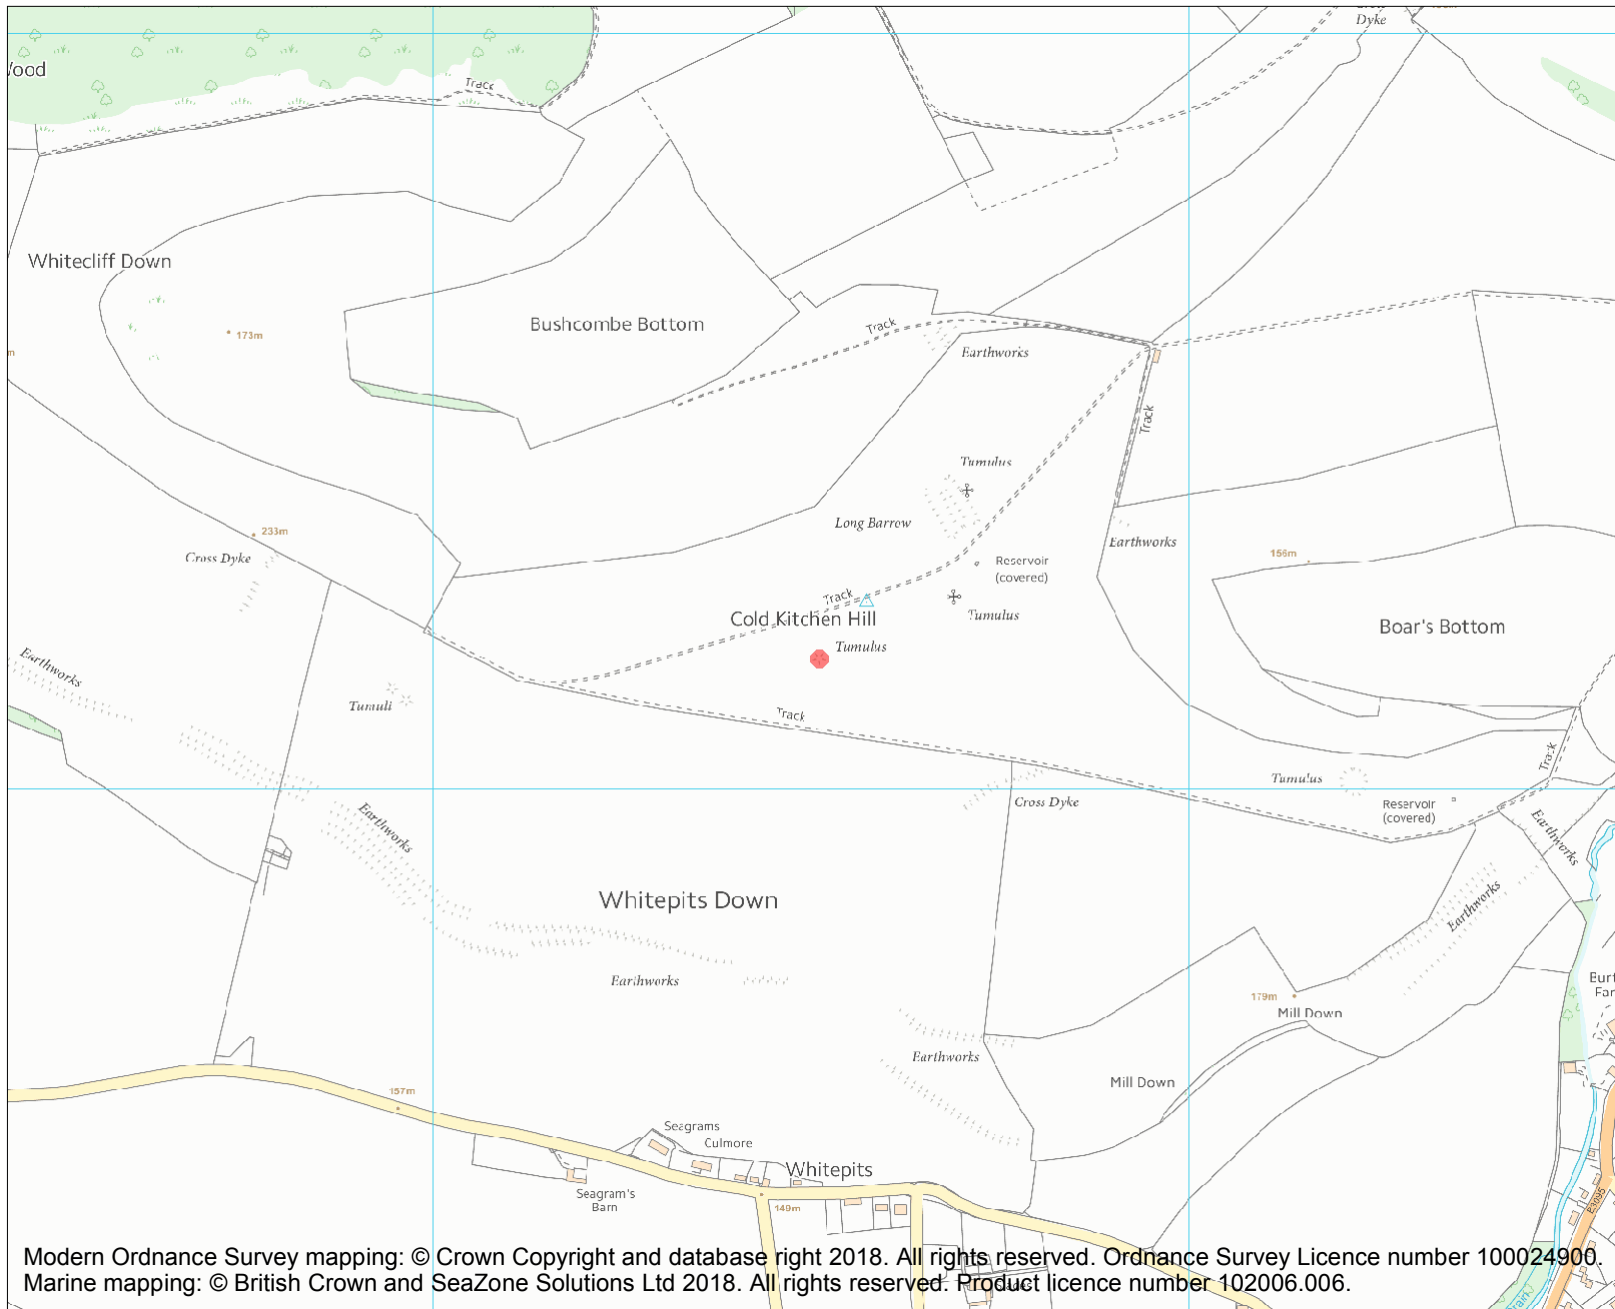 Dyke
Track
Whitecliff Down
173m
Bushcombe Bottom
Track
Earthworks
Track
Tumulus
Long Barrow
233m
Cross Dyke
Earthworks
156m
Reservoir
(covered)
Track
Cold Kitchen Hill
Tumulus
Boar's Bottom
Tumulus
Earthworks
Tumuli
Track
Track
Tumulus
Cross Dyke
Reservoir
(covered)
Earthworks
Earthworks
Whitepits Down
Earthworks
Earthworks
179m
Mill Down
Earthworks
Mill Down
157m
Seagrams
Culmore
Whitepits
Seagram's
Barn
149m
B3095
Modern Ordnance Survey mapping: © Crown Copyright and database right 2018. All rights reserved. Ordnance Survey Licence number 100024900.
Marine mapping: © British Crown and SeaZone Solutions Ltd 2018. All rights reserved. Product licence number 102006.006.